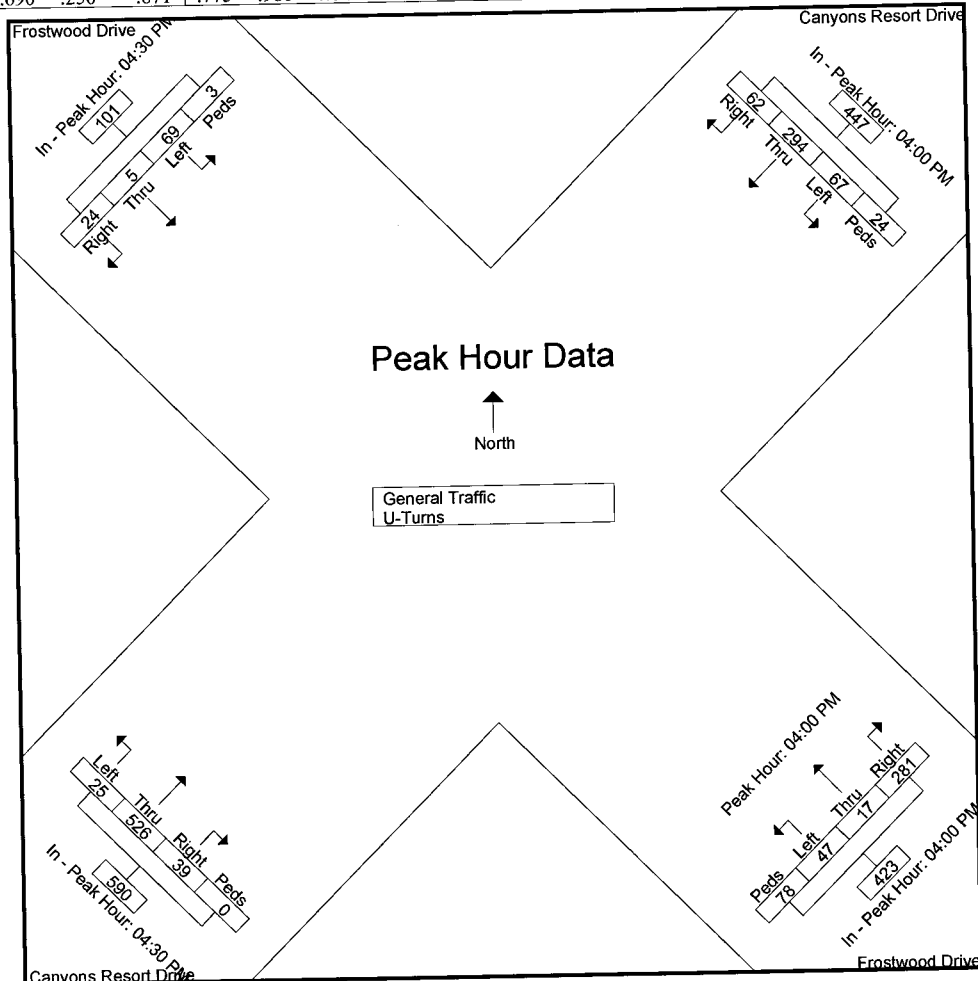 Frostwood Drive
In - Peak Hour: 04:30 PM
101
24
5
69
3
Right
Thru
Left
Peds
Canyons Resort Drive
In - Peak Hour: 04:00 PM
447
62
294
67
24
Right
Thru
Left
Peds
Peak Hour Data
North
General Traffic
U-Turns
Left
Thru
Right
Peds
25
526
39
0
590
In - Peak Hour: 04:30 PM
Canyons Resort Drive
Peak Hour: 04:00 PM
Peds
Left
Thru
Right
78
47
17
281
423
In - Peak Hour: 04:00 PM
Frostwood Drive